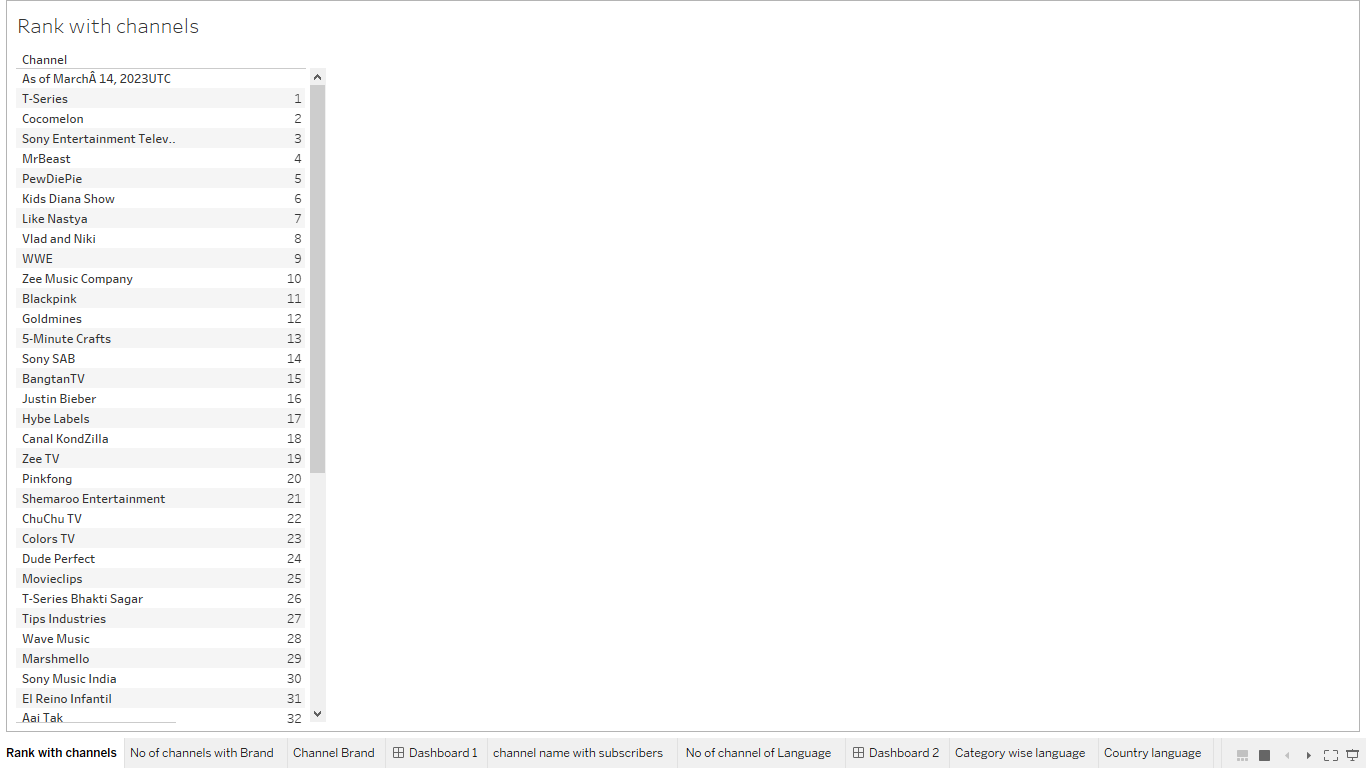 Rank with channels
Channel
As of MarchÂ 14, 2023UTC
T-Series 1
Cocomelon 2
Sony Entertainment Telev.. 3
MrBeast 4
PewDiePie 5
Kids Diana Show 6
Like Nastya 7
Vlad and Niki 8
WWE 9
Zee Music Company 10
Blackpink 11
Goldmines 12
5-Minute Crafts 13
Sony SAB 14
BangtanTV 15
Justin Bieber 16
Hybe Labels 17
Canal KondZilla 18
Zee TV 19
Pinkfong 20
Shemaroo Entertainment 21
ChuChu TV 22
Colors TV 23
Dude Perfect 24
Movieclips 25
T-Series Bhakti Sagar 26
Tips Industries 27
Wave Music 28
Marshmello 29
Sony Music India 30
El Reino Infantil 31
Aaj Tak 32
Rank with channels No of channels with Brand Channel Brand Dashboard 1 channel name with subscribers No of channel of Language Dashboard 2 Category wise language Country language